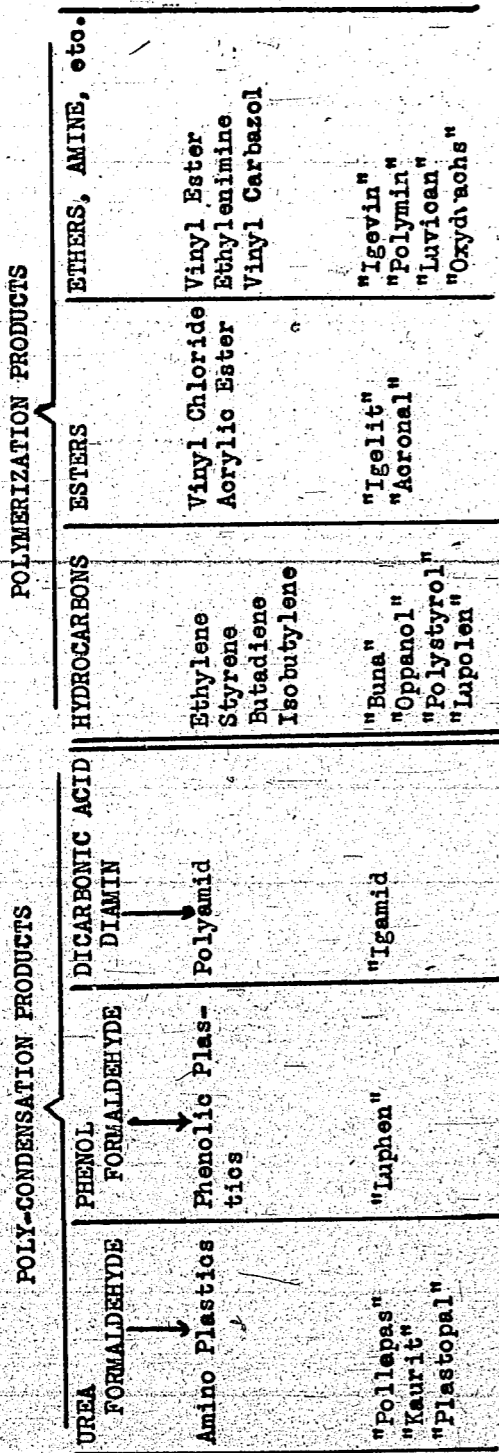 POLY-CONDENSATION PRODUCTS
UREA
FORMALDEHYDE
Amino Plastics
"Pollapas"
"Kaurit"
"Plastopal"
PHENOL
FORMALDEHYDE
Phenolic Plas-
tics
"Luphen"
DICARBONIC ACID
DIAMIN
Polyamid
"Igamid"
POLYMERIZATION PRODUCTS
HYDROCARBONS
Ethylene
Styrene
Butadiene
Isobutylene
"Buna"
"Oppanol"
"Polystyrol"
"Lupolen"
ESTERS
Vinyl Chloride
Acrylic Ester
"Igelit"
"Acronal"
ETHERS, AMINE, etc.
Vinyl Ester
Ethylenimine
Vinyl Carbazol
"Igevin"
"Polymin"
"Luvican"
"Oxydwachs"